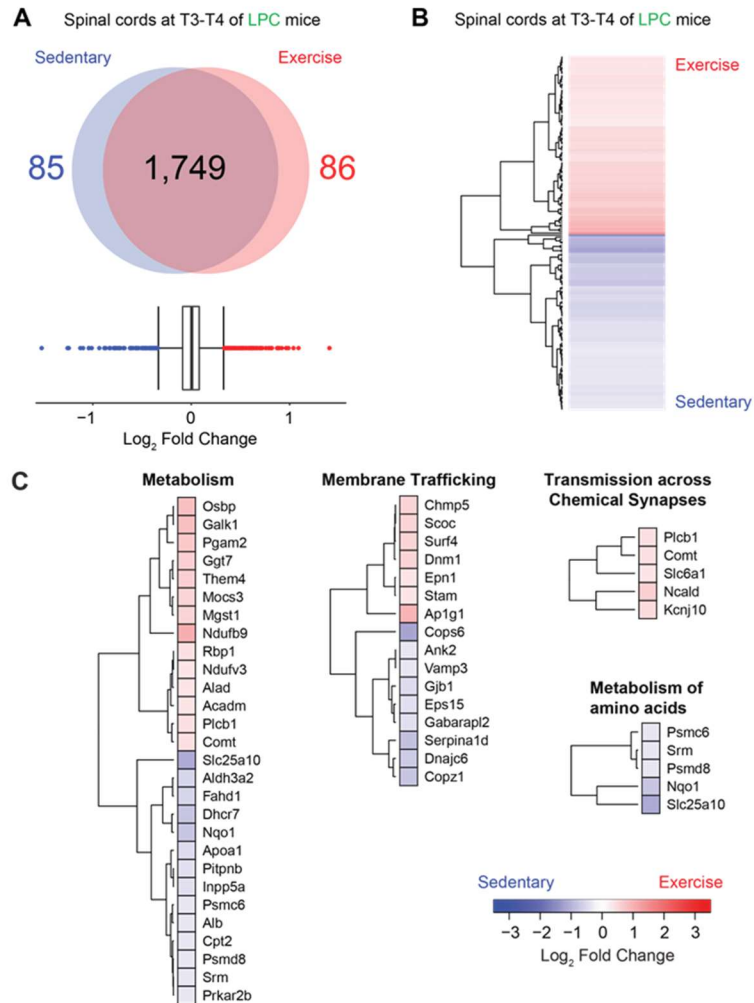 A
Spinal cords at T3-T4 of LPC mice
Sedentary
Exercise
85
1,749
86
−1
0
1
Log2 Fold Change
B
Spinal cords at T3-T4 of LPC mice
Exercise
Sedentary
C
Metabolism
Osbp
Galk1
Pgam2
Ggt7
Them4
Mocs3
Mgst1
Ndufb9
Rbp1
Ndufv3
Alad
Acadm
Plcb1
Comt
Slc25a10
Aldh3a2
Fahd1
Dhcr7
Nqo1
Apoa1
Pitpnb
Inpp5a
Psmc6
Alb
Cpt2
Psmd8
Srm
Prkar2b
Membrane Trafficking
Chmp5
Scoc
Surf4
Dnm1
Epn1
Stam
Ap1g1
Cops6
Ank2
Vamp3
Gjb1
Eps15
Gabarapl2
Serpina1d
Dnajc6
Copz1
Transmission across
Chemical Synapses
Plcb1
Comt
Slc6a1
Ncald
Kcnj10
Metabolism of
amino acids
Psmc6
Srm
Psmd8
Nqo1
Slc25a10
Sedentary
Exercise
−3 −2 −1 0 1 2 3
Log2 Fold Change